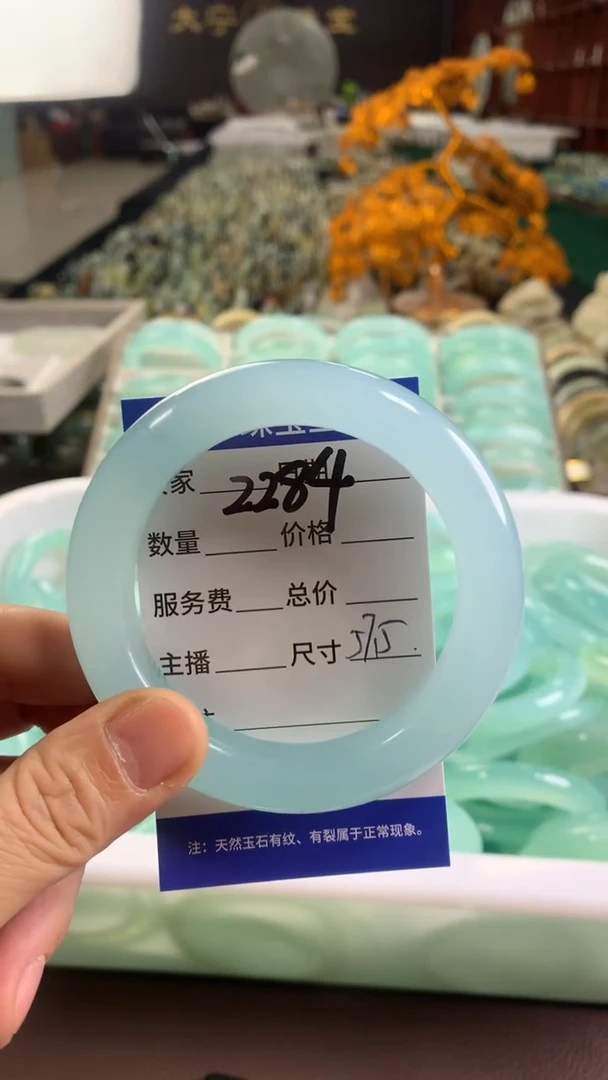 2284
数量 价格
服务费 总价
主播 尺寸 57.5
注：天然玉石有纹、有裂属于正常现象。